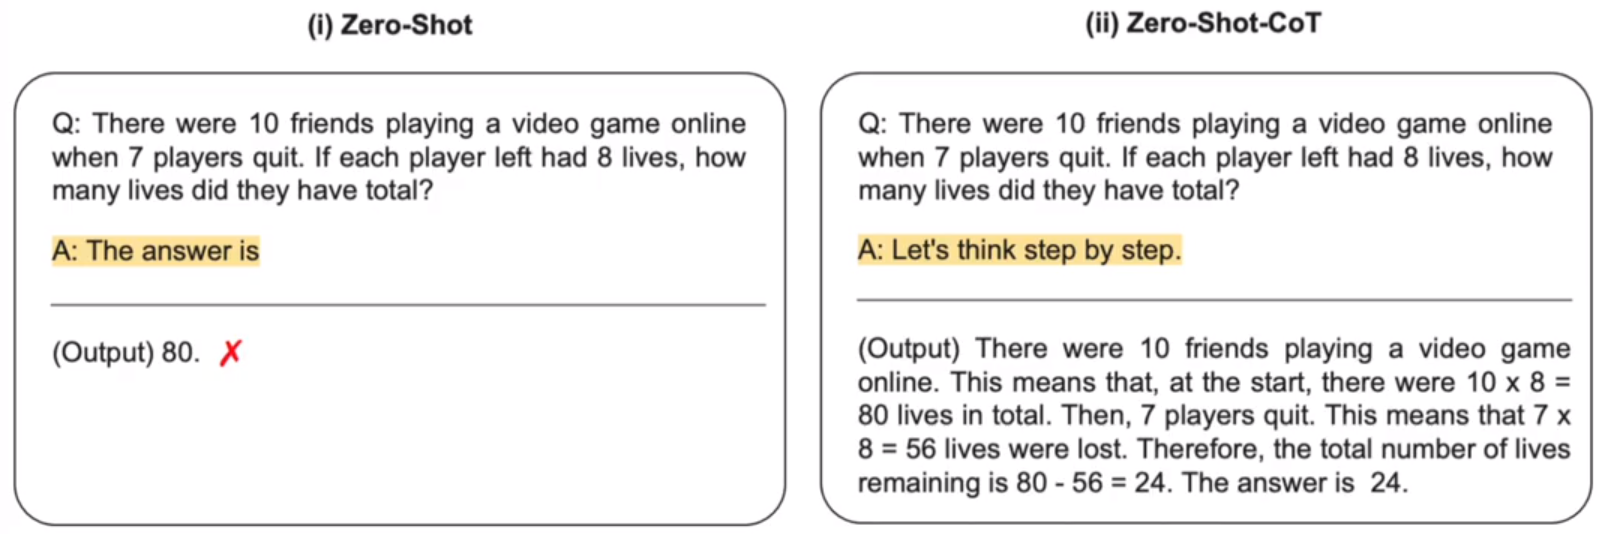 (i) Zero-Shot
Q: There were 10 friends playing a video game online
when 7 players quit. If each player left had 8 lives, how
many lives did they have total?
A: The answer is
(Output) 80. ✗
(ii) Zero-Shot-CoT
Q: There were 10 friends playing a video game online
when 7 players quit. If each player left had 8 lives, how
many lives did they have total?
A: Let's think step by step.
(Output) There were 10 friends playing a video game
online. This means that, at the start, there were 10 x 8 =
80 lives in total. Then, 7 players quit. This means that 7 x
8 = 56 lives were lost. Therefore, the total number of lives
remaining is 80 - 56 = 24. The answer is 24.